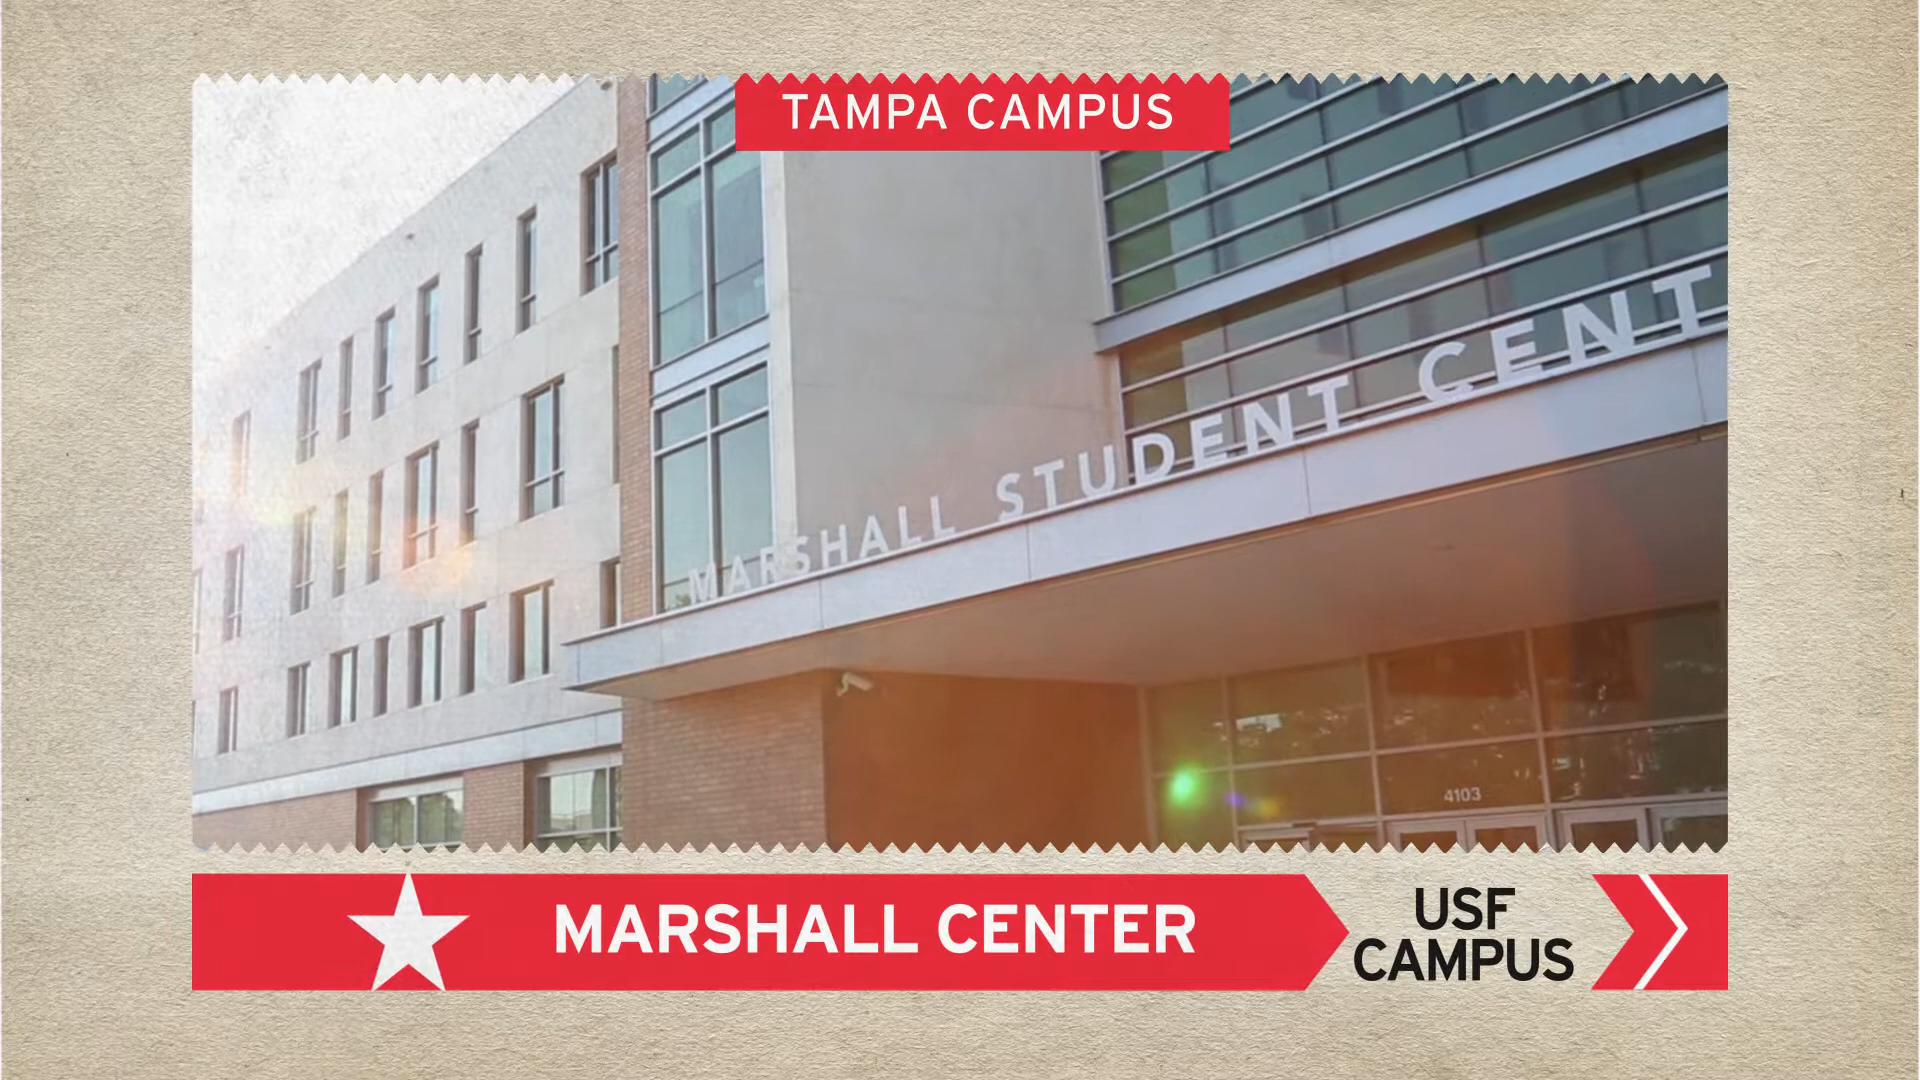 TAMPA CAMPUS
MARSHALL STUDENT CENT
4103
MARSHALL CENTER
USF
CAMPUS